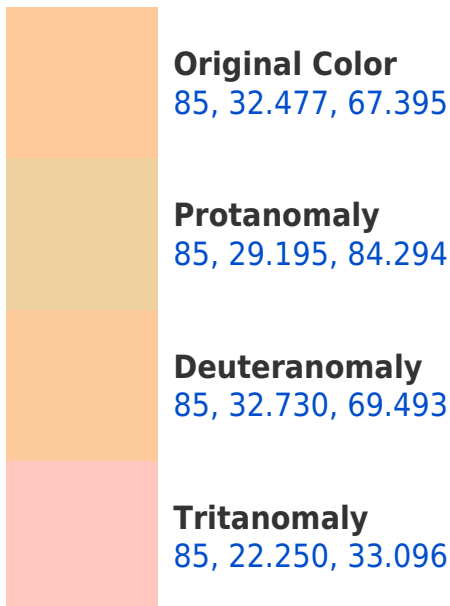 Original Color
85, 32.477, 67.395
Protanomaly
85, 29.195, 84.294
Deuteranomaly
85, 32.730, 69.493
Tritanomaly
85, 22.250, 33.096